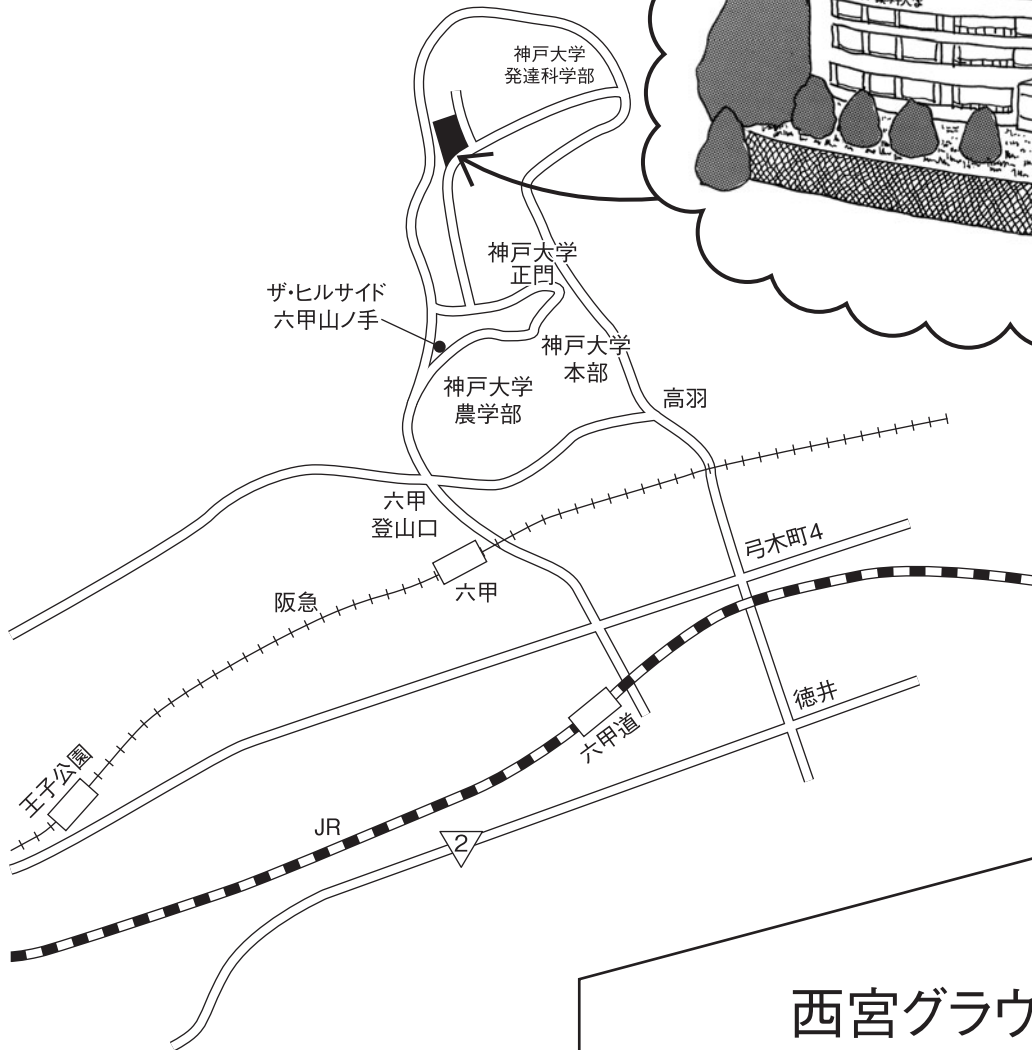 神戸大学
発達科学部
神戸大学
正門
ザ・ヒルサイド
六甲山ノ手
神戸大学
本部
神戸大学
農学部
高羽
六甲
登山口
弓木町4
六甲
阪急
徳井
六甲道
王子公園
JR
2
西宮グラウ